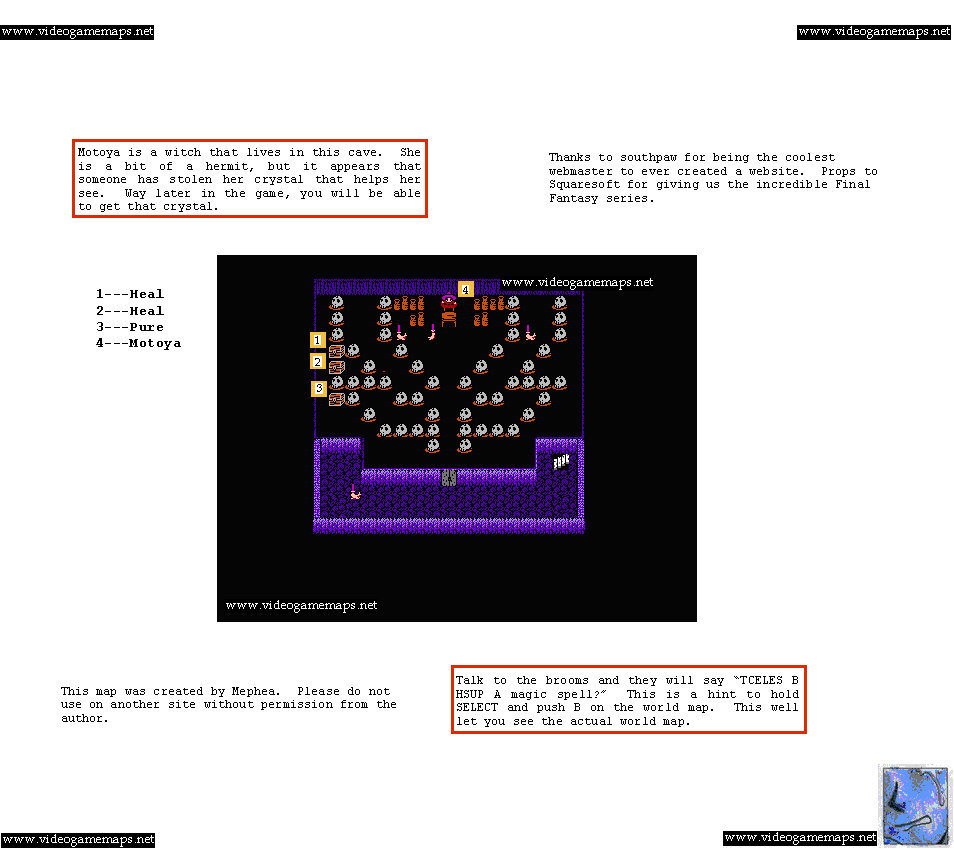 www.videogamemaps.net
www.videogamemaps.net
Motoya is a witch that lives in this cave.  She
is a bit of a hermit, but it appears that
someone has stolen her crystal that helps her
see.  Way later in the game, you will be able
to get that crystal.
Thanks to southpaw for being the coolest
webmaster to ever created a website.  Props to
Squaresoft for giving us the incredible Final
Fantasy series.
1---Heal
2---Heal
3---Pure
4---Motoya
www.videogamemaps.net
4
1
2
3
www.videogamemaps.net
This map was created by Mephea.  Please do not
use on another site without permission from the
author.
Talk to the brooms and they will say “TCELES B
HSUP A magic spell?”  This is a hint to hold
SELECT and push B on the world map.  This well
let you see the actual world map.
www.videogamemaps.net
www.videogamemaps.net